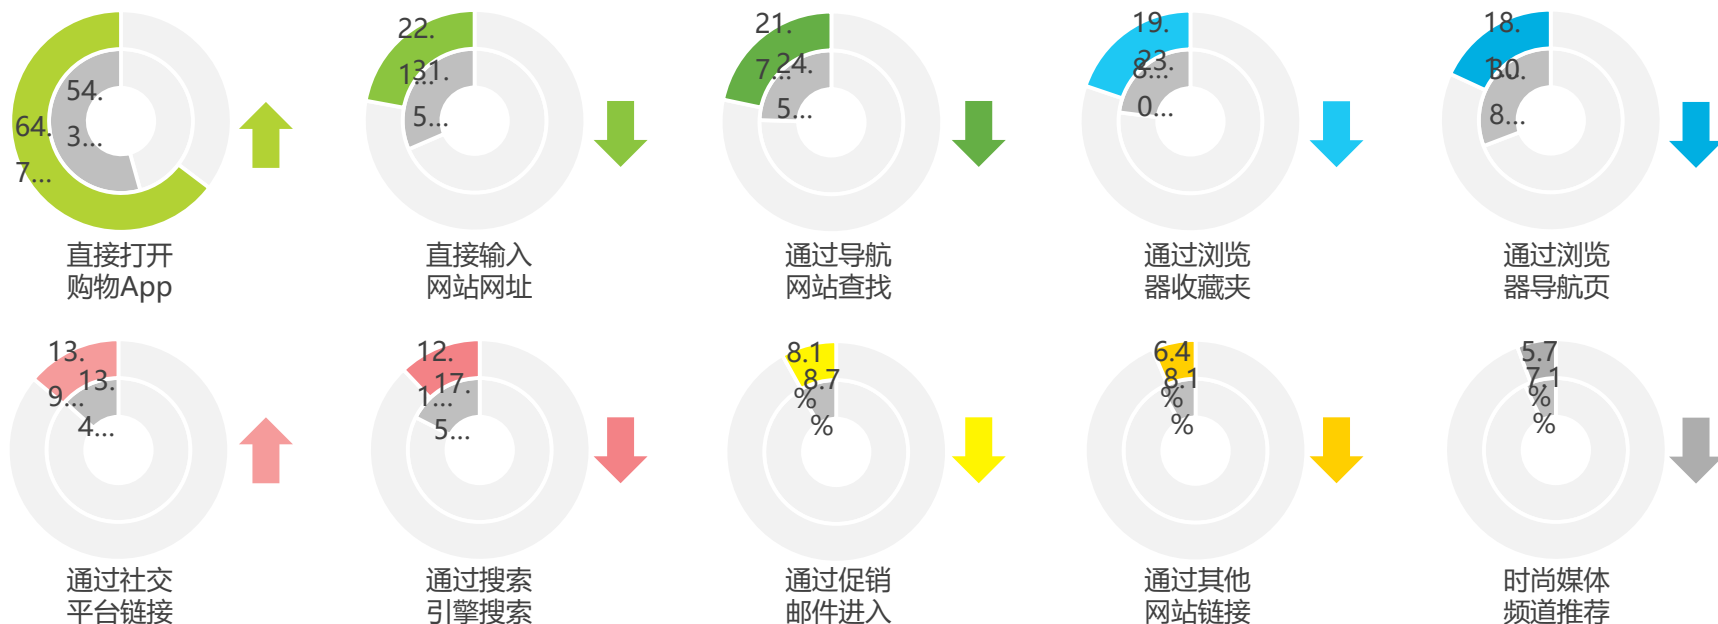 64.
7...
54.
3...
直接打开
购物App
22.
1...
31.
5...
直接输入
网站网址
21.
7...
24.
5...
通过导航
网站查找
19.
8...
23.
0...
通过浏览
器收藏夹
18.
30.
8...
通过浏览
器导航页
13.
9...
13.
4...
通过社交
平台链接
12.
1...
17.
5...
通过搜索
引擎搜索
8.1
%
8.7
%
通过促销
邮件进入
6.4
%
8.1
%
通过其他
网站链接
5.7
%
7.1
%
时尚媒体
频道推荐